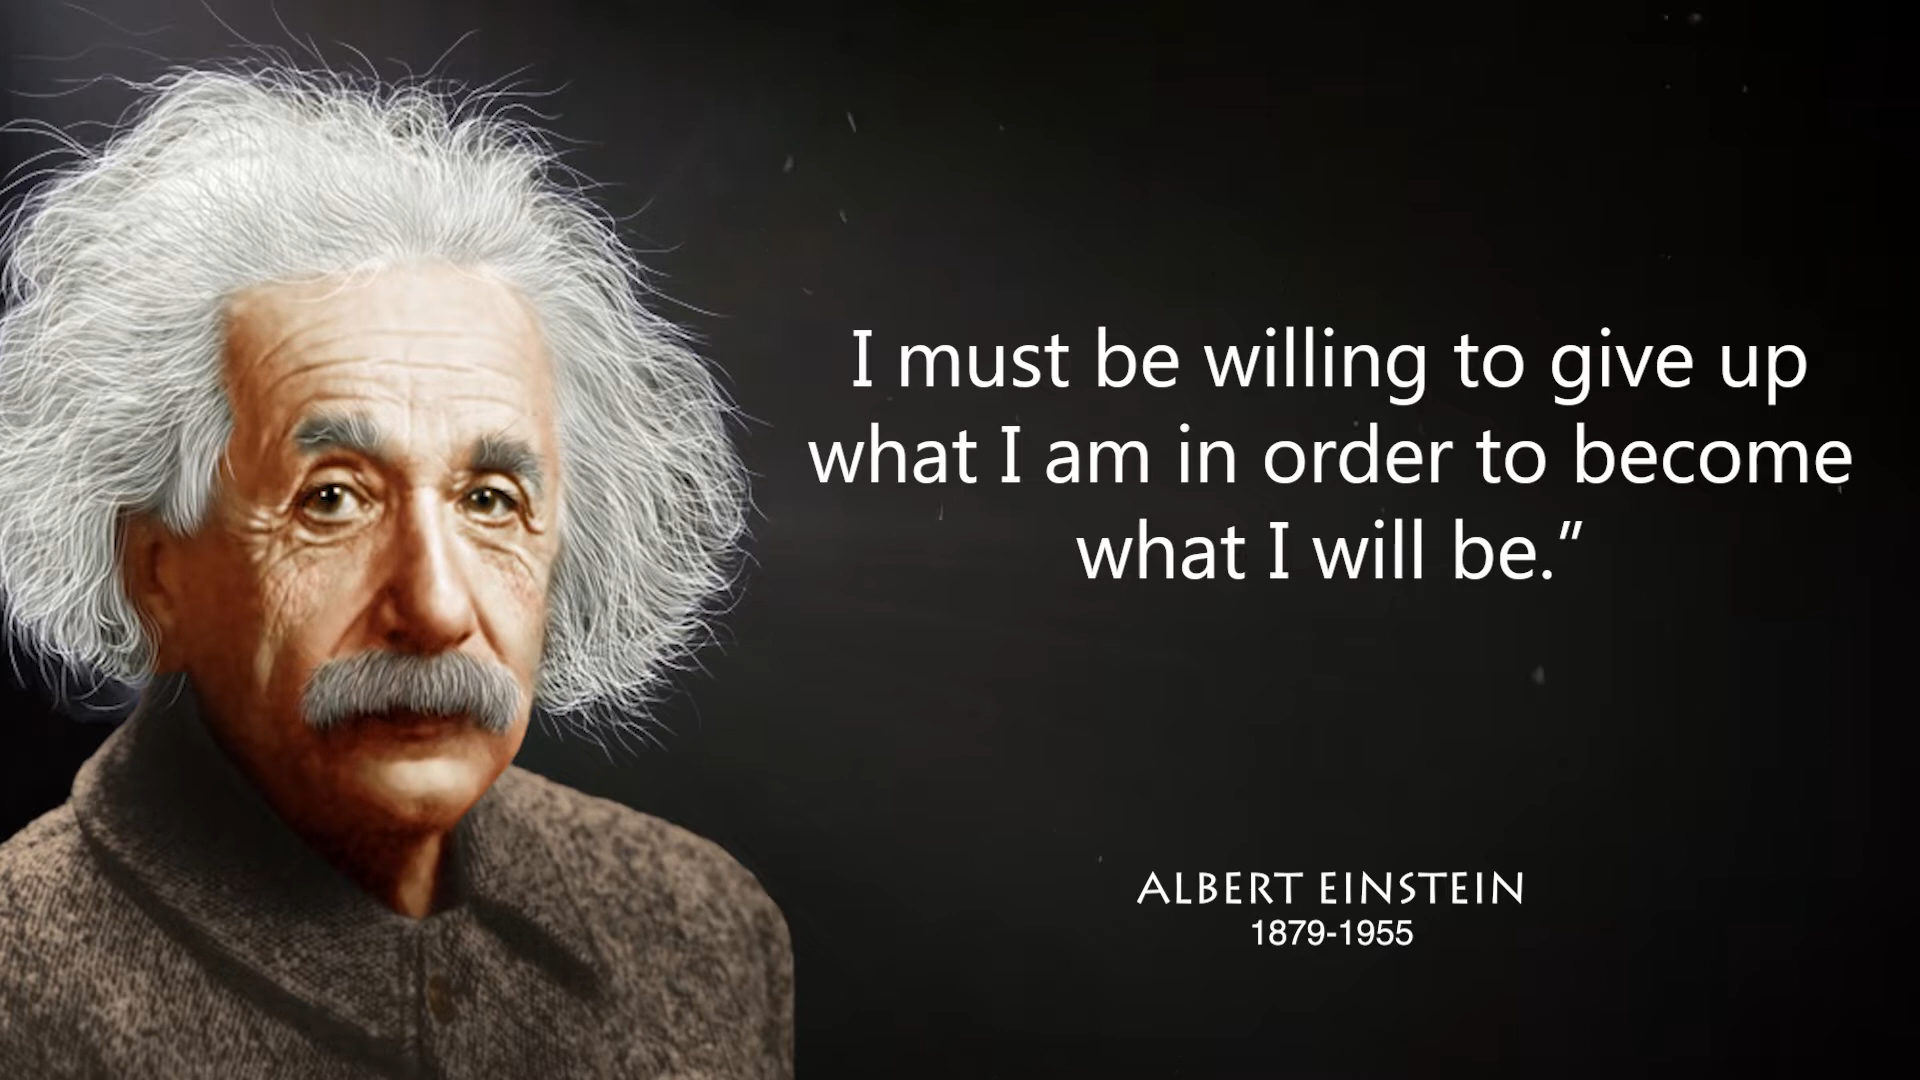 I must be willing to give up
what I am in order to become
what I will be.”
ALBERT EINSTEIN
1879-1955